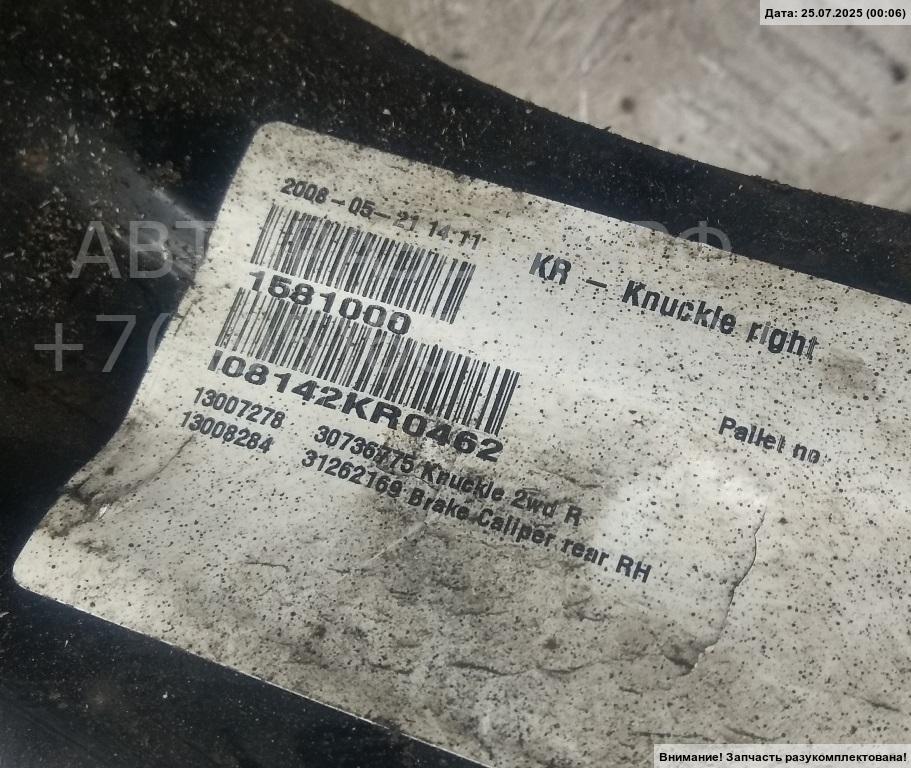 Дата: 25.07.2025 (00:06)
2008-05-21 14:11
KR - Knuckle right
1581000
I08142KR0462
Pallet no:
13007278 30736775 Knuckle 2wd R
13008284 31262169 Brake Caliper rear RH
Внимание! Запчасть разукомплектована!